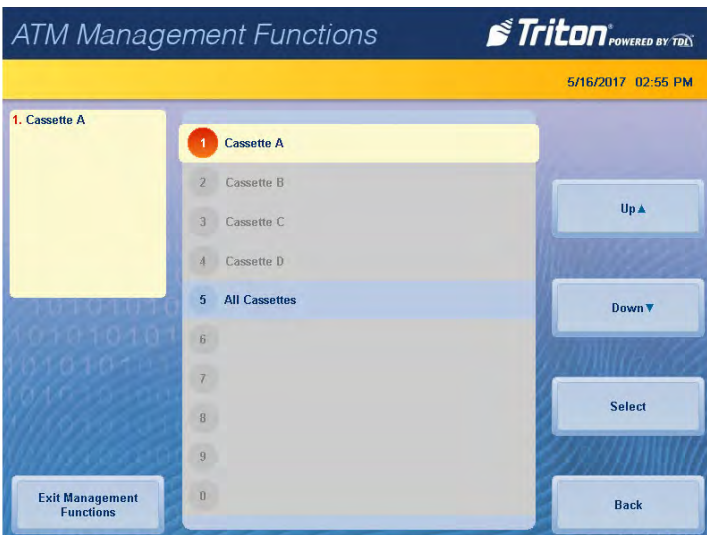 ATM Management Functions
Triton POWERED BY TDL
5/16/2017 02:55 PM
1. Cassette A
1 Cassette A
2 Cassette B
3 Cassette C
4 Cassette D
5 All Cassettes
6
7
8
9
0
Up▲
Down▼
Select
Back
Exit Management
Functions